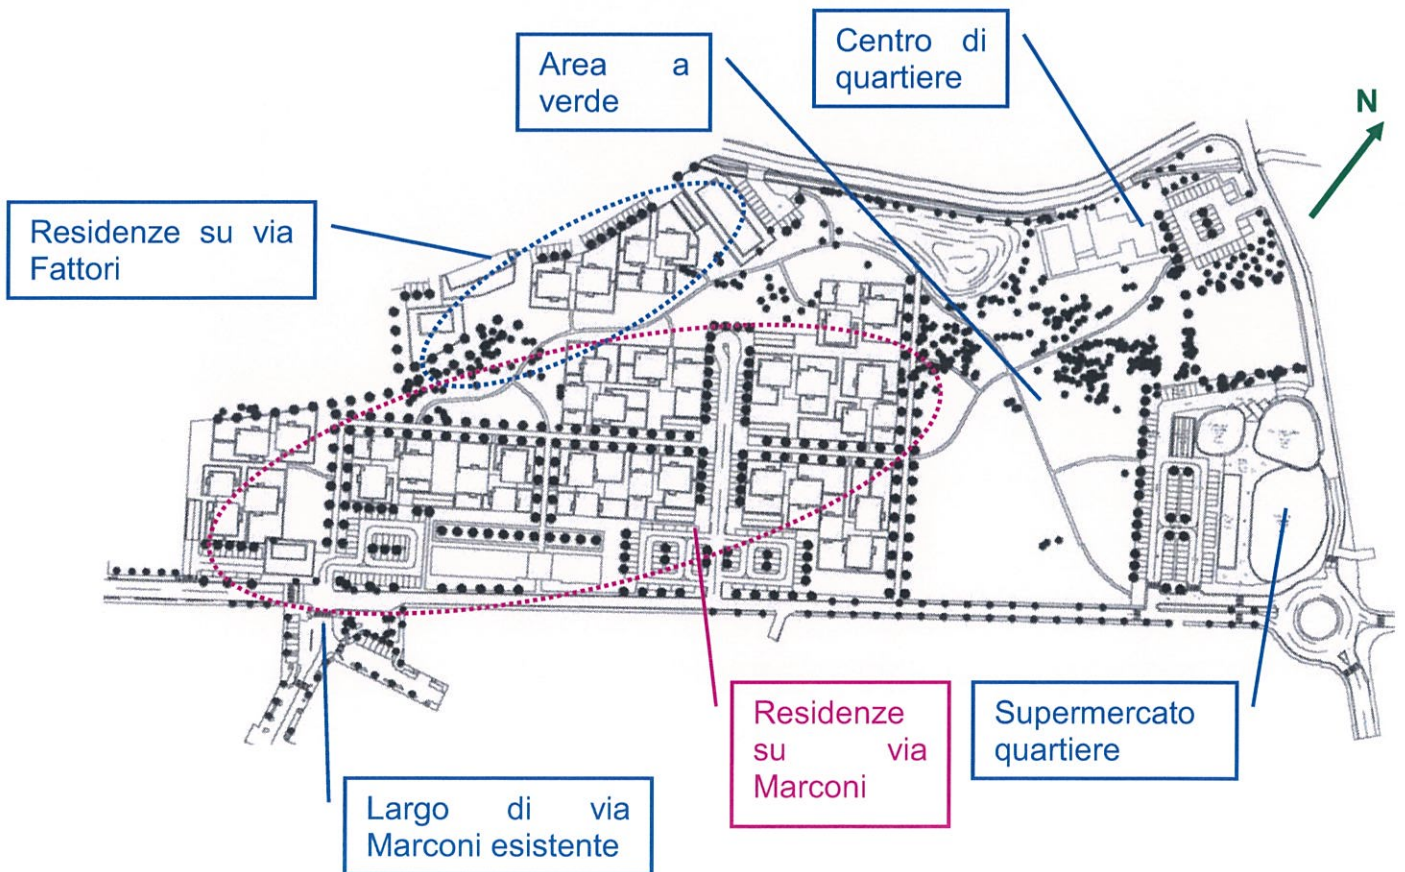 Centro di
quartiere
Area a
verde
N
Residenze su via
Fattori
Residenze
su via
Marconi
Supermercato
quartiere
Largo di via
Marconi esistente